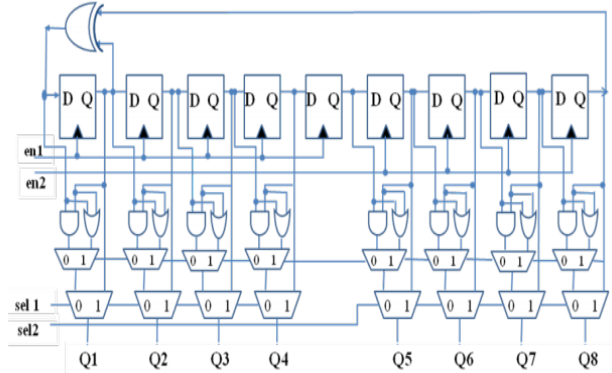 D Q D Q D Q D Q D Q D Q D Q D Q D Q
en1
en2
0 1 0 1 0 1 0 1 0 1 0 1 0 1 0 1
sel 1 0 1 0 1 0 1 0 1 0 1 0 1 0 1 0 1
sel2
Q1 Q2 Q3 Q4 Q5 Q6 Q7 Q8